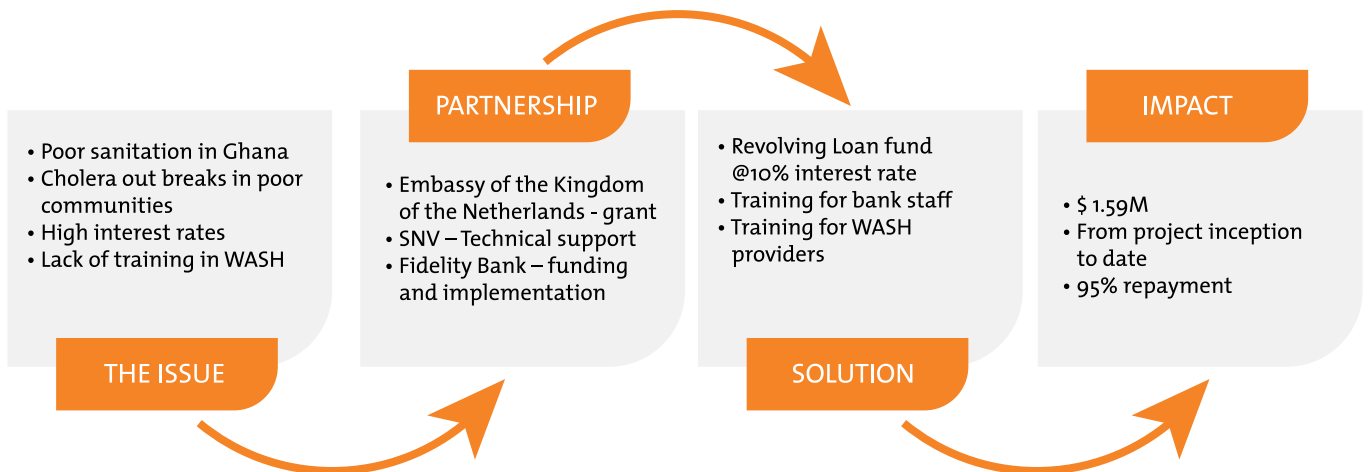 • Poor sanitation in Ghana
• Cholera out breaks in poor
communities
• High interest rates
• Lack of training in WASH
THE ISSUE
PARTNERSHIP
• Embassy of the Kingdom
of the Netherlands - grant
• SNV – Technical support
• Fidelity Bank – funding
and implementation
• Revolving Loan fund
@10% interest rate
• Training for bank staff
• Training for WASH
providers
SOLUTION
IMPACT
• $ 1.59M
• From project inception
to date
• 95% repayment